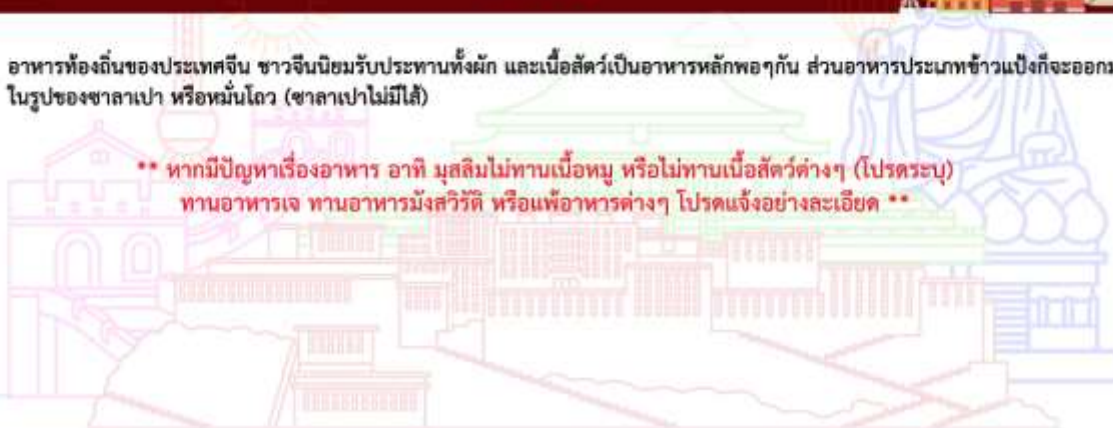 อาหารท้องถิ่นของประเทศจีน ชาวจีนนิยมรับประทานทั้งผัก และเนื้อสัตว์เป็นอาหารหลักพอๆกัน ส่วนอาหารประเภทข้าวแป้งก็จะออกม
ในรูปของซาลาเปา หรือหมั่นโถว (ซาลาเปาไม่มีไส้)
** หากมีปัญหาเรื่องอาหาร อาทิ มุสลิมไม่ทานเนื้อหมู หรือไม่ทานเนื้อสัตว์ต่างๆ (โปรดระบุ)
ทานอาหารเจ ทานอาหารมังสวิรัติ หรือแพ้อาหารต่างๆ โปรดแจ้งอย่างละเอียด **